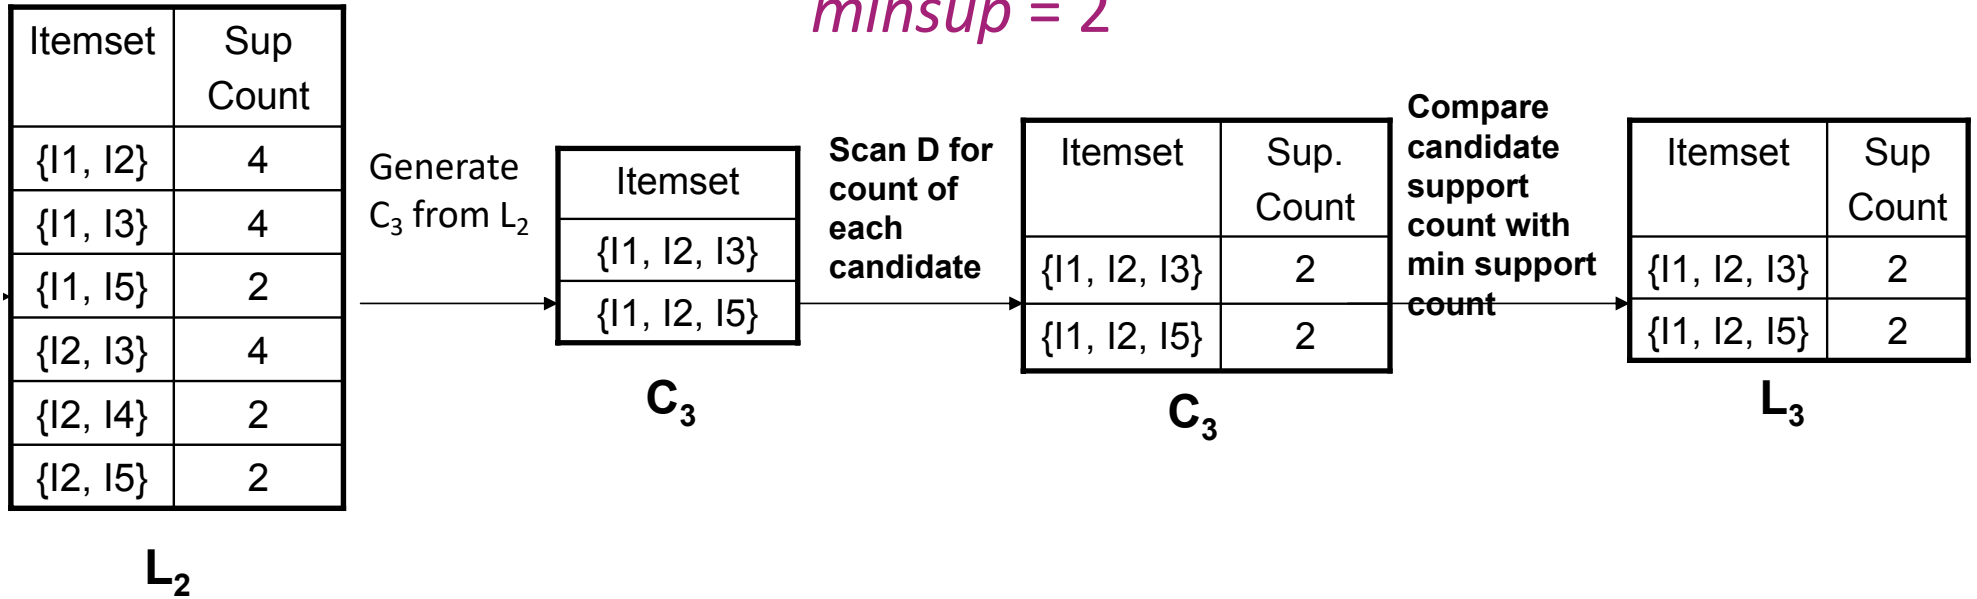 minsup = 2
Itemset Sup
Count
{I1, I2} 4
{I1, I3} 4
{I1, I5} 2
{I2, I3} 4
{I2, I4} 2
{I2, I5} 2
L2
Generate
C3 from L2
Itemset
{I1, I2, I3}
{I1, I2, I5}
C3
Scan D for
count of
each
candidate
Itemset Sup.
Count
{I1, I2, I3} 2
{I1, I2, I5} 2
C3
Compare
candidate
support
count with
min support
count
Itemset Sup
Count
{I1, I2, I3} 2
{I1, I2, I5} 2
L3